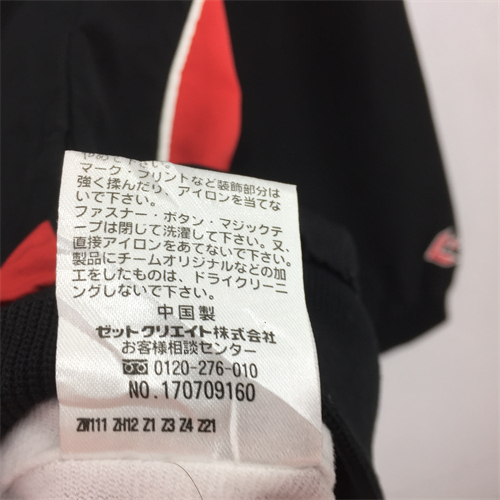 やめて下さい。
マーク・プリントなど装飾部分は
強く揉んだり、アイロンを当てな
いで下さい。
ファスナー・ボタン・マジックテ
ープは閉じて洗濯して下さい。又、
直接アイロンをあてないで下さい。
製品にチームオリジナルなどの加
工をしたものは、ドライクリーニ
ングしないで下さい。
中国製
ゼットクリエイト株式会社
お客様相談センター
0120-276-010
NO.170709160
ZW111 ZH12 Z1 Z3 Z4 Z21